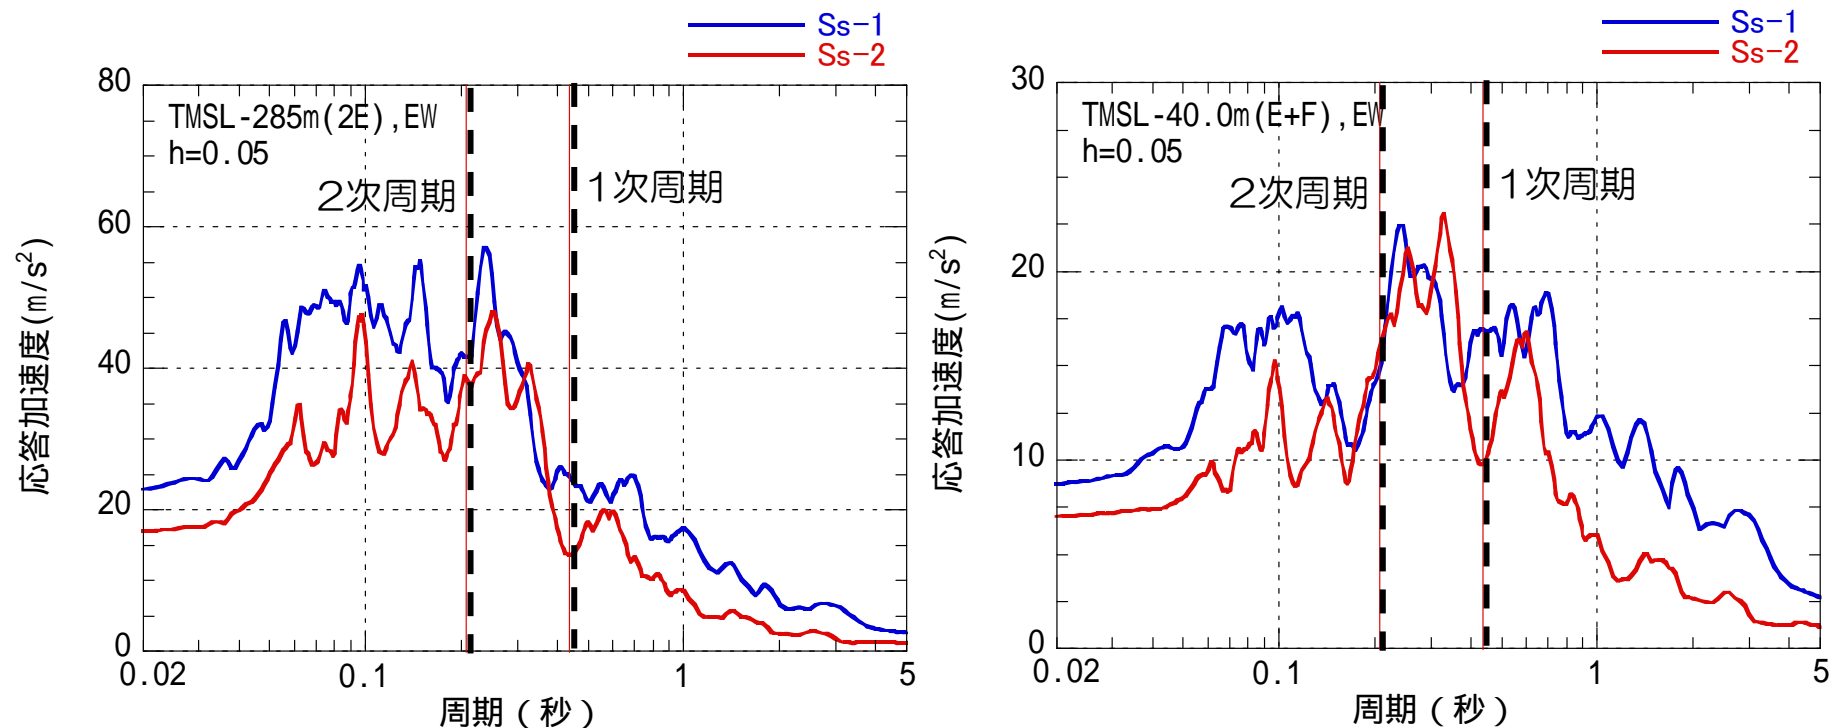 Ss-1
Ss-2
80
60
40
20
0
TMSL-285m(2E),EW
h=0.05
2次周期
1次周期
応答加速度(m/s²)
0.02
0.1
1
5
周期(秒)
Ss-1
Ss-2
30
20
10
0
TMSL-40.0m(E+F),EW
h=0.05
2次周期
1次周期
応答加速度(m/s²)
0.02
0.1
1
5
周期(秒)